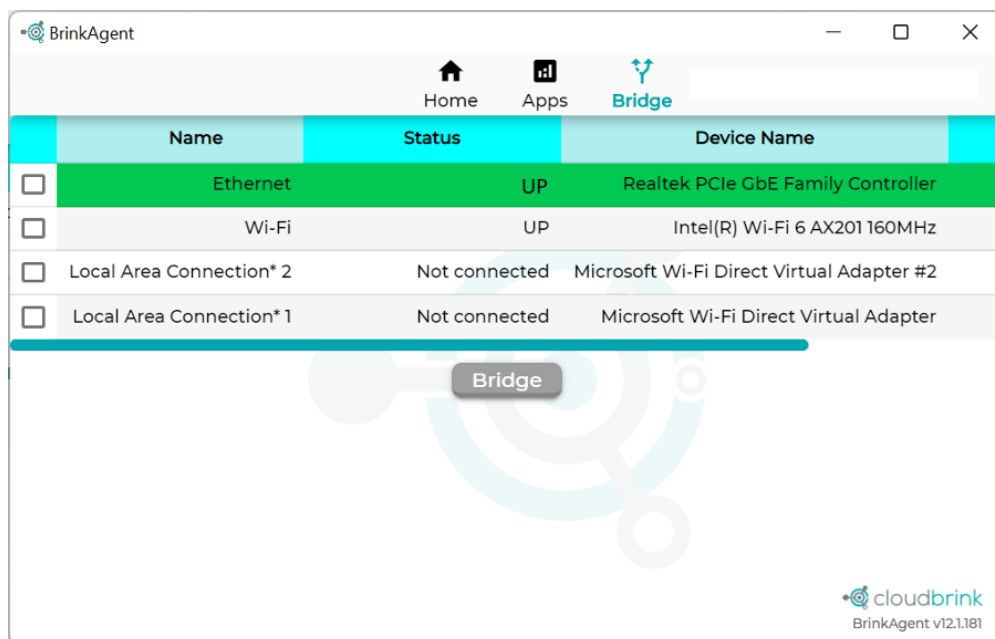 BrinkAgent
Home Apps Bridge
Name Status Device Name
Ethernet UP Realtek PCIe GbE Family Controller
Wi-Fi UP Intel(R) Wi-Fi 6 AX201 160MHz
Local Area Connection* 2 Not connected Microsoft Wi-Fi Direct Virtual Adapter #2
Local Area Connection* 1 Not connected Microsoft Wi-Fi Direct Virtual Adapter
Bridge
cloudbrink
BrinkAgent v12.1.181